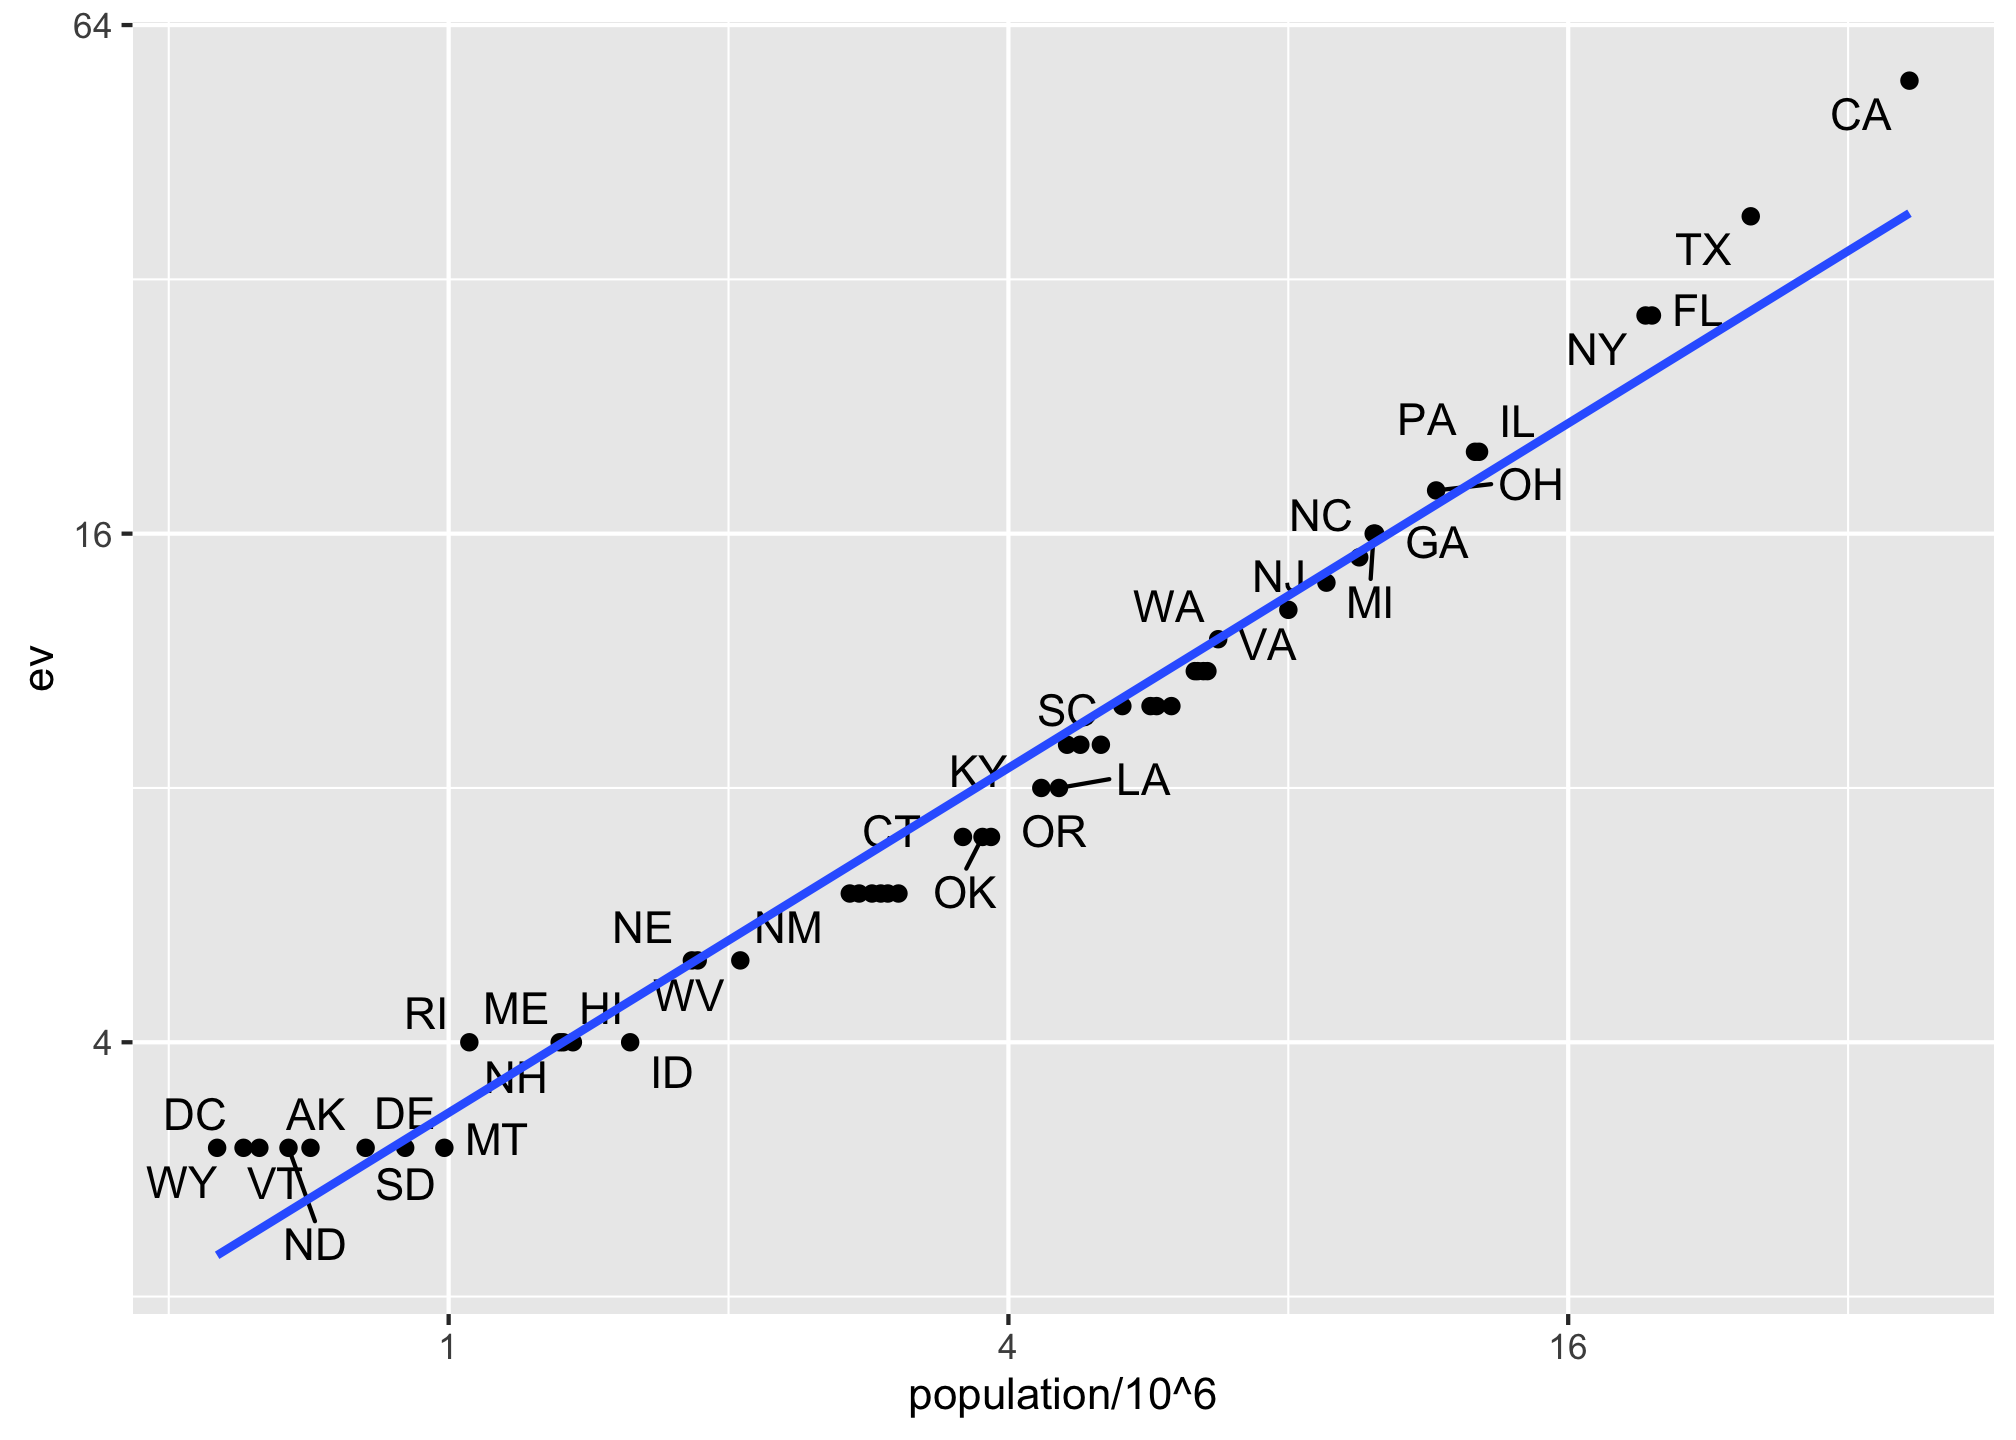 64
CA
TX
FL
NY
PA
IL
OH
NC
16
GA
NJ
MI
WA
VA
ev
SC
KY
LA
CT
OR
OK
NE
NM
WV
RI
ME
HI
4
NH
ID
DC
AK
DE
MT
WY
VT
SD
ND
1
4
16
population/10^6